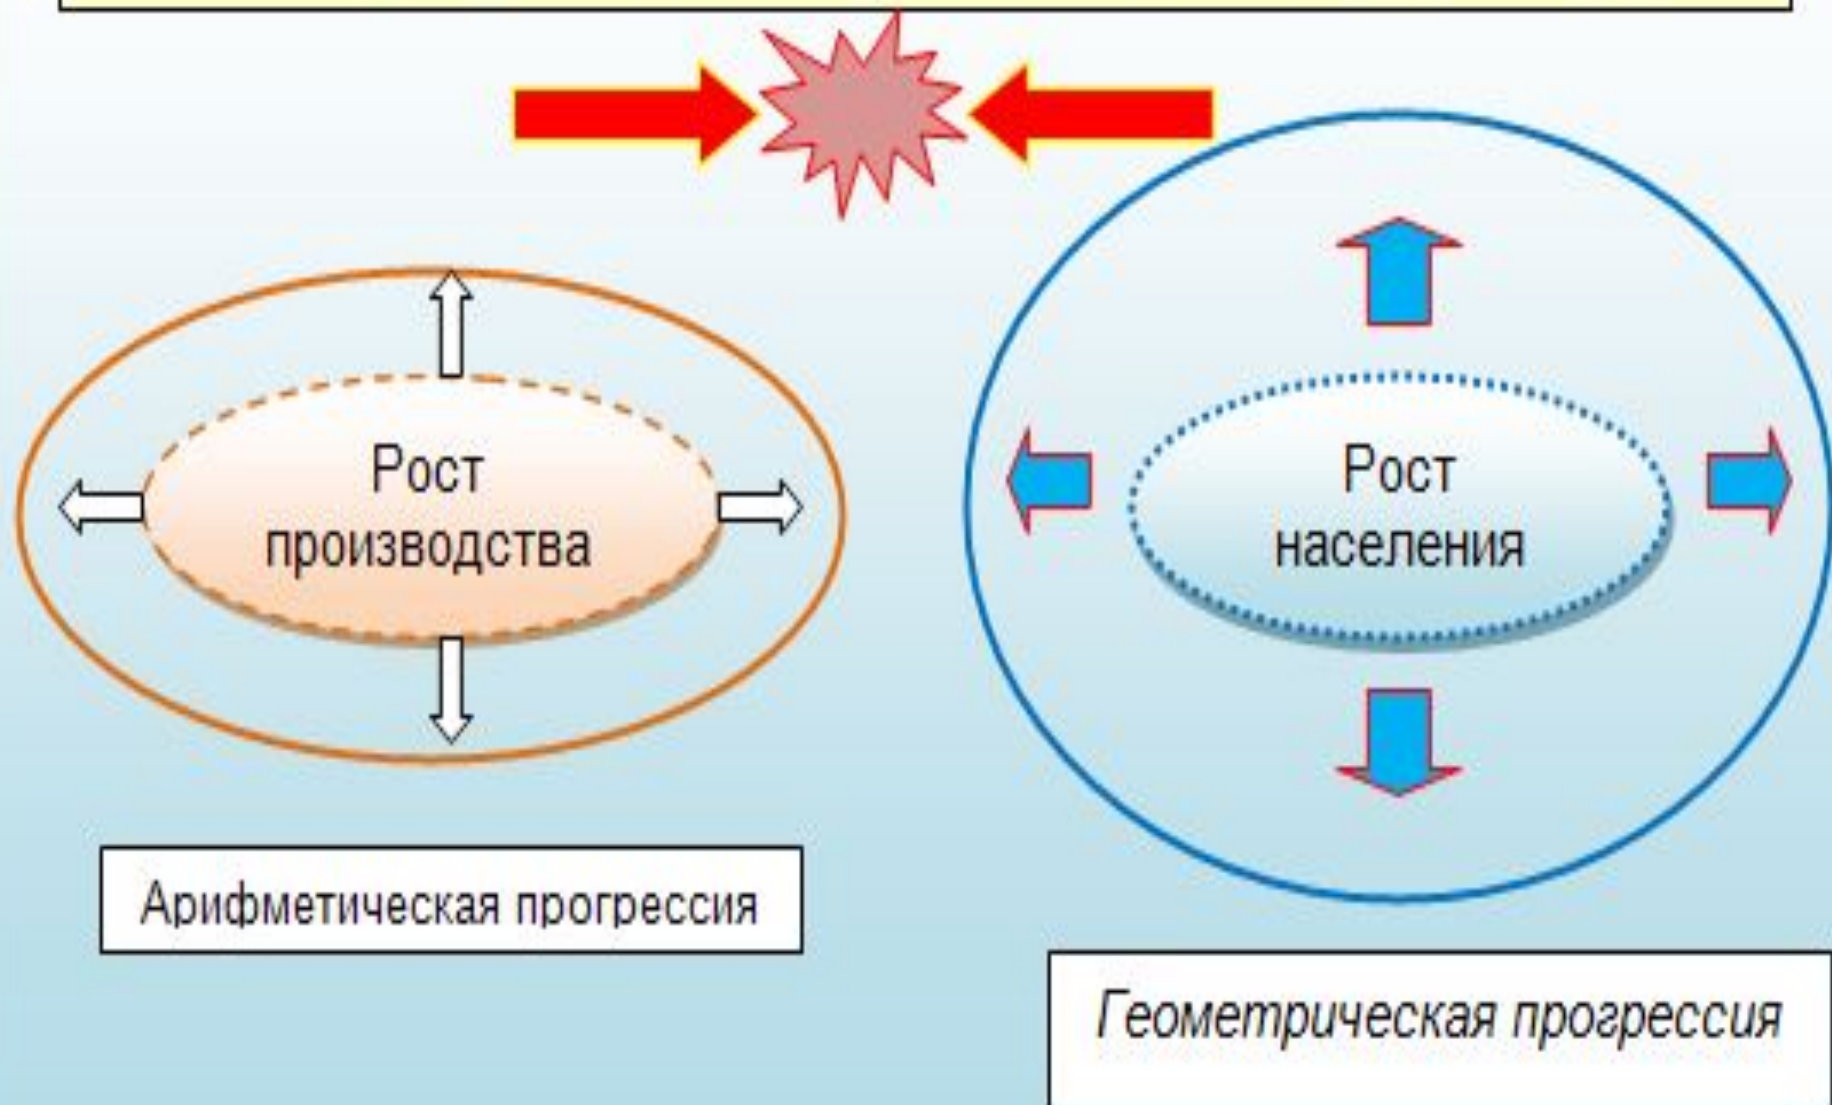 Рост
производства
Рост
населения
Арифметическая прогрессия
Геометрическая прогрессия